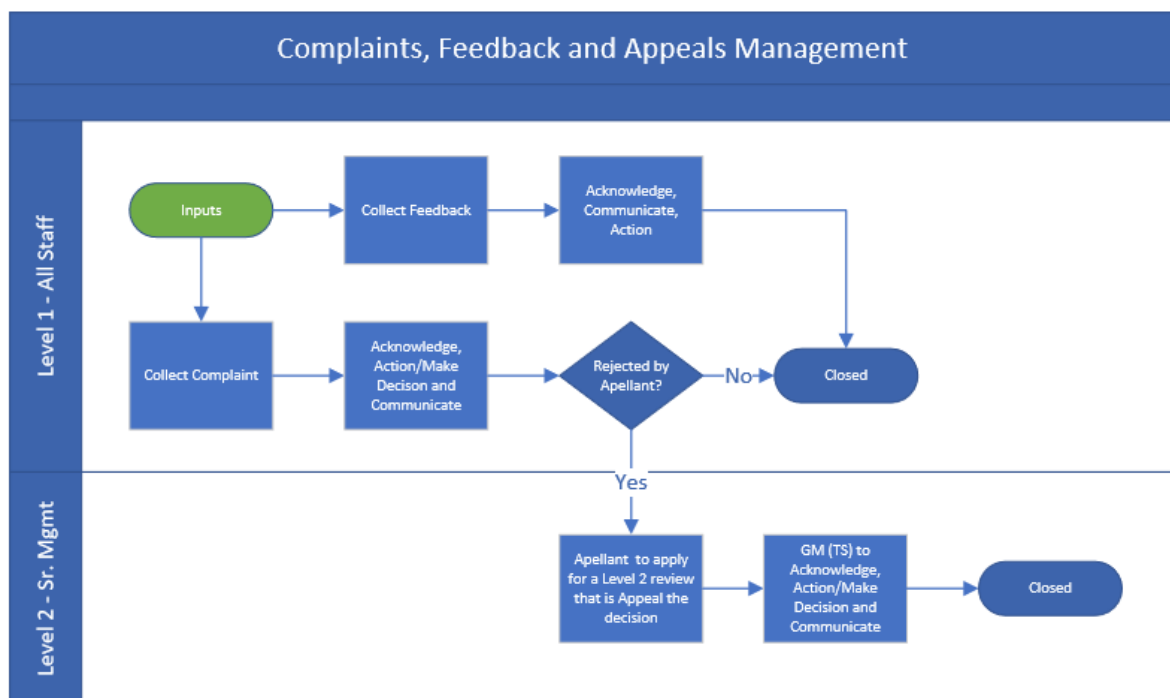 Complaints, Feedback and Appeals Management
Level 1 - All Staff
Inputs
Collect Feedback
Acknowledge,
Communicate,
Action
Collect Complaint
Acknowledge,
Action/Make
Decison and
Communicate
Rejected by
Apellant?
No
Closed
Yes
Level 2 - Sr. Mgmt
Apellant to apply
for a Level 2 review
that is Appeal the
decision
GM (TS) to
Acknowledge,
Action/Make
Decision and
Communicate
Closed